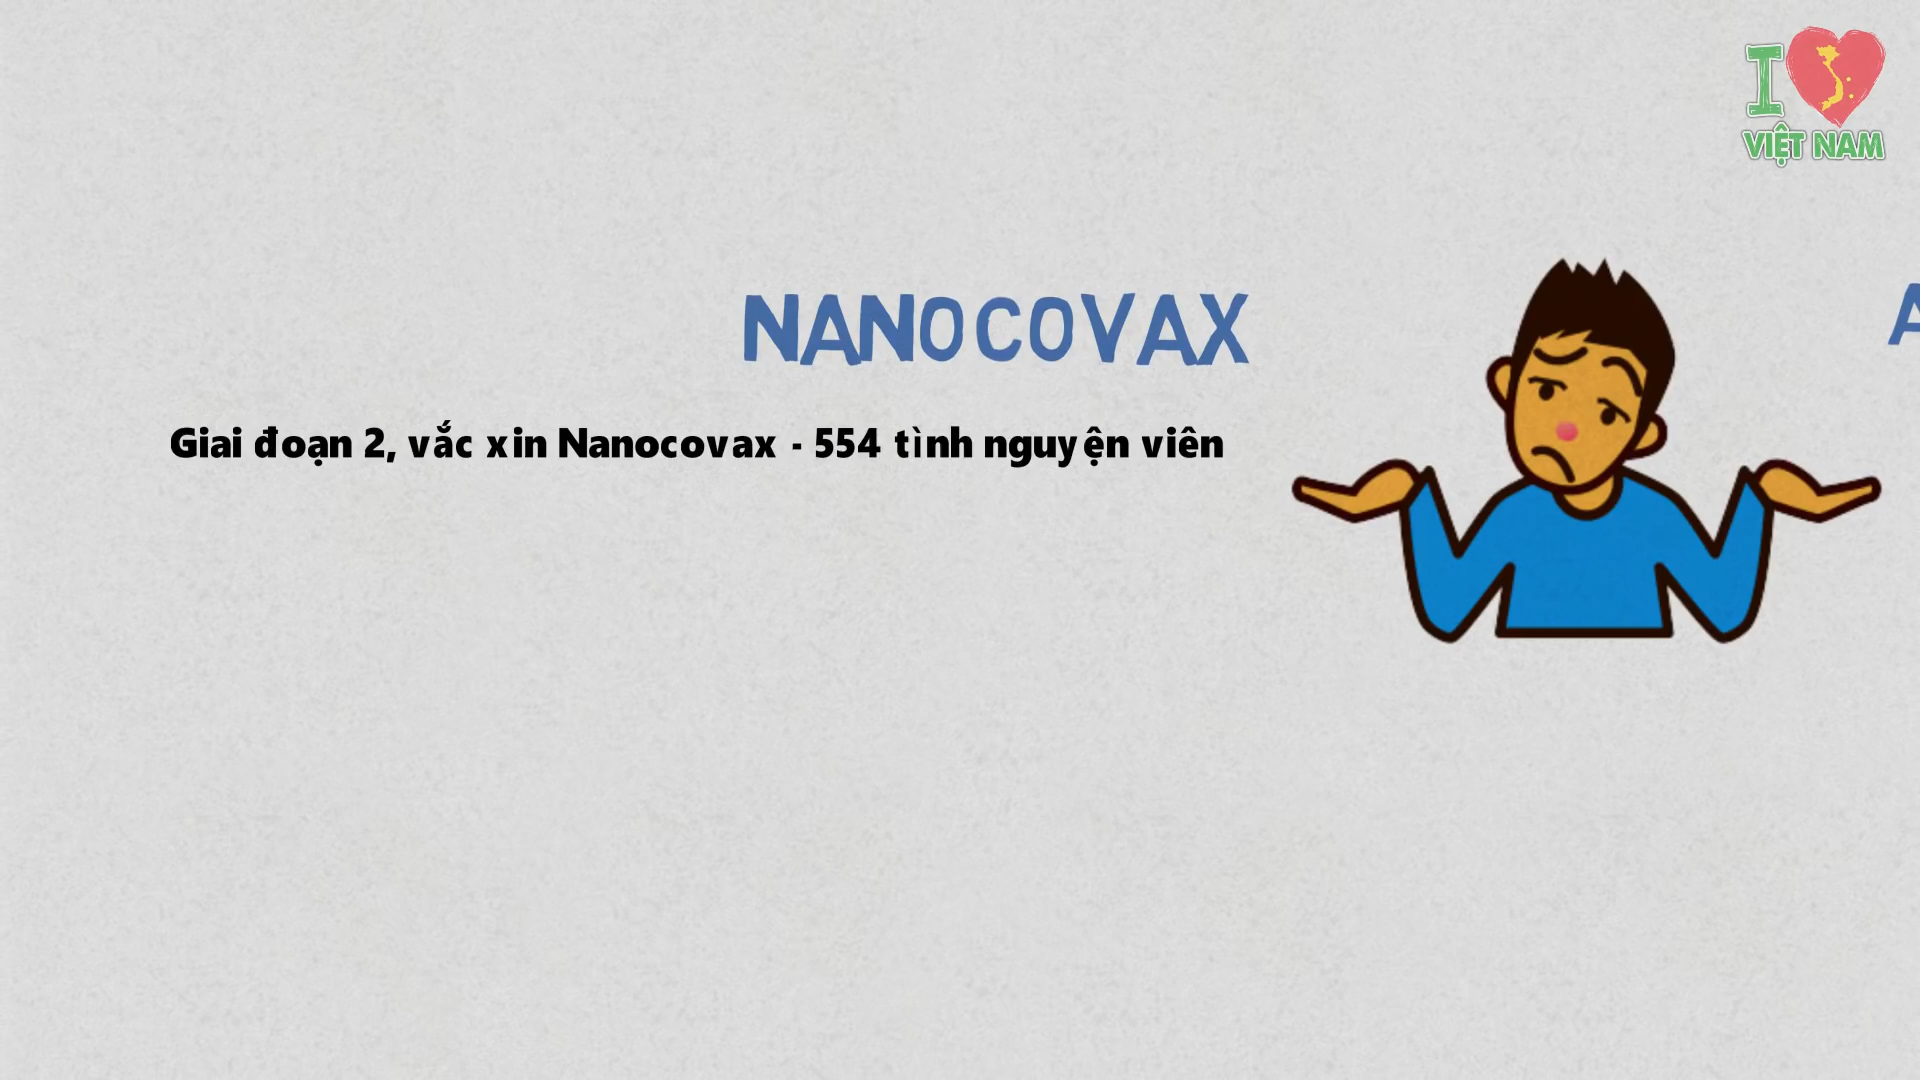 I
VIỆT NAM
NANOCOVAX
A
Giai đoạn 2, vắc xin Nanocovax - 554 tình nguyện viên